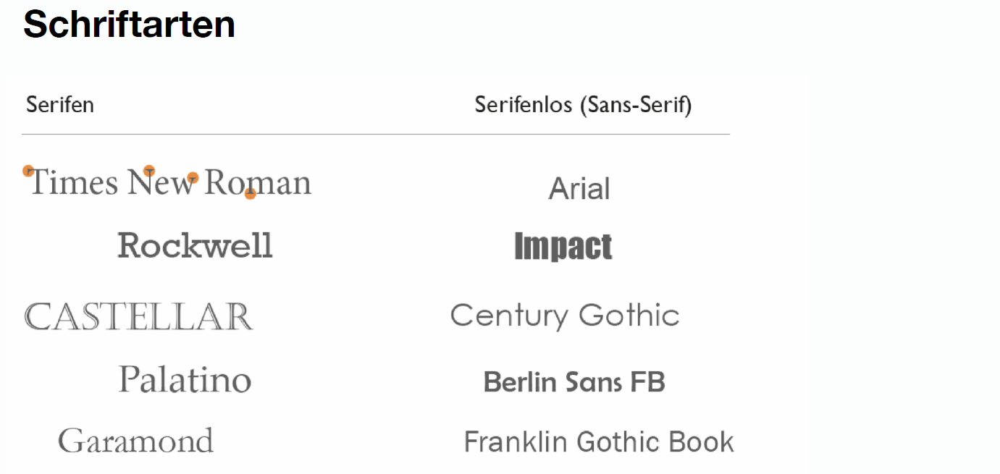 Schriftarten
Serifen Serifenlos (Sans-Serif)
Times New Roman Arial
Rockwell Impact
CASTELLAR Century Gothic
Palatino Berlin Sans FB
Garamond Franklin Gothic Book